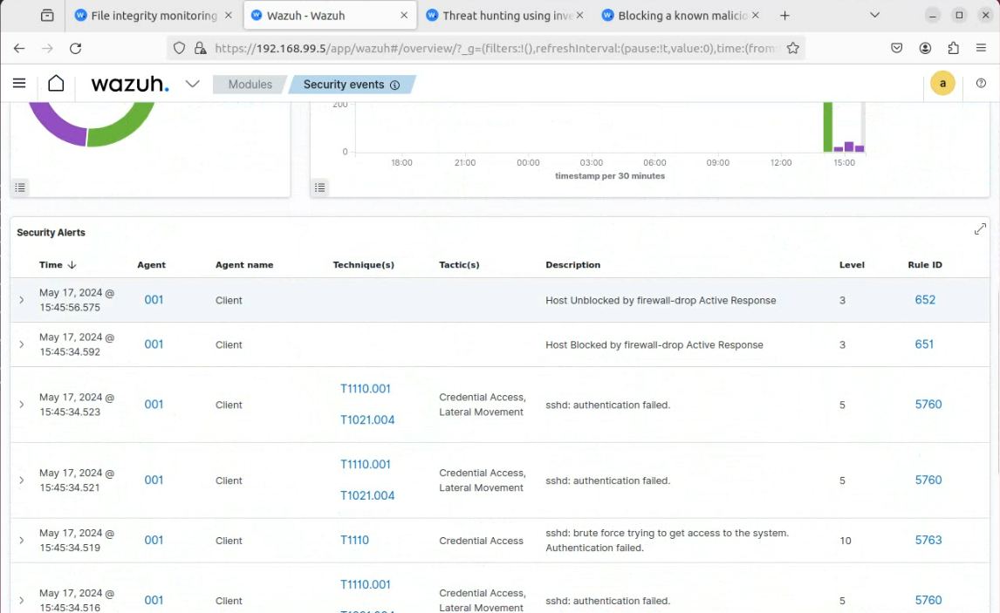 File integrity monitoring
Wazuh - Wazuh
Threat hunting using inve
Blocking a known malicio
https://192.168.99.5/app/wazuh#/overview/?_g=(filters:!(),refreshInterval:(pause:!t,value:0),time:(from
wazuh.
Modules
Security events
a
200
0
18:00 21:00 00:00 03:00 06:00 09:00 12:00 15:00
timestamp per 30 minutes
Security Alerts
Time Agent Agent name Technique(s) Tactic(s) Description Level Rule ID
May 17, 2024 @
15:45:56.575
001 Client Host Unblocked by firewall-drop Active Response 3 652
May 17, 2024 @
15:45:34.592
001 Client Host Blocked by firewall-drop Active Response 3 651
May 17, 2024 @
15:45:34.523
001 Client
T1110.001
T1021.004
Credential Access,
Lateral Movement
sshd: authentication failed. 5 5760
May 17, 2024 @
15:45:34.521
001 Client
T1110.001
T1021.004
Credential Access,
Lateral Movement
sshd: authentication failed. 5 5760
May 17, 2024 @
15:45:34.519
001 Client T1110 Credential Access
sshd: brute force trying to get access to the system.
Authentication failed.
10 5763
May 17, 2024 @
15:45:34.516
001 Client
T1110.001
T1021.004
Credential Access,
Lateral Movement
sshd: authentication failed. 5 5760